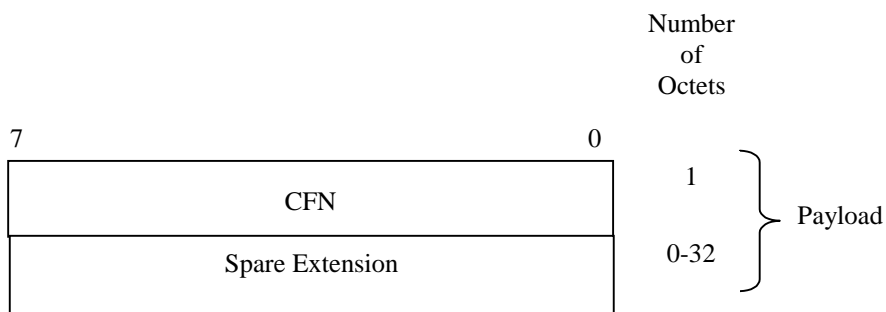 Number
of
Octets
7 0
CFN 1
Payload
Spare Extension 0-32